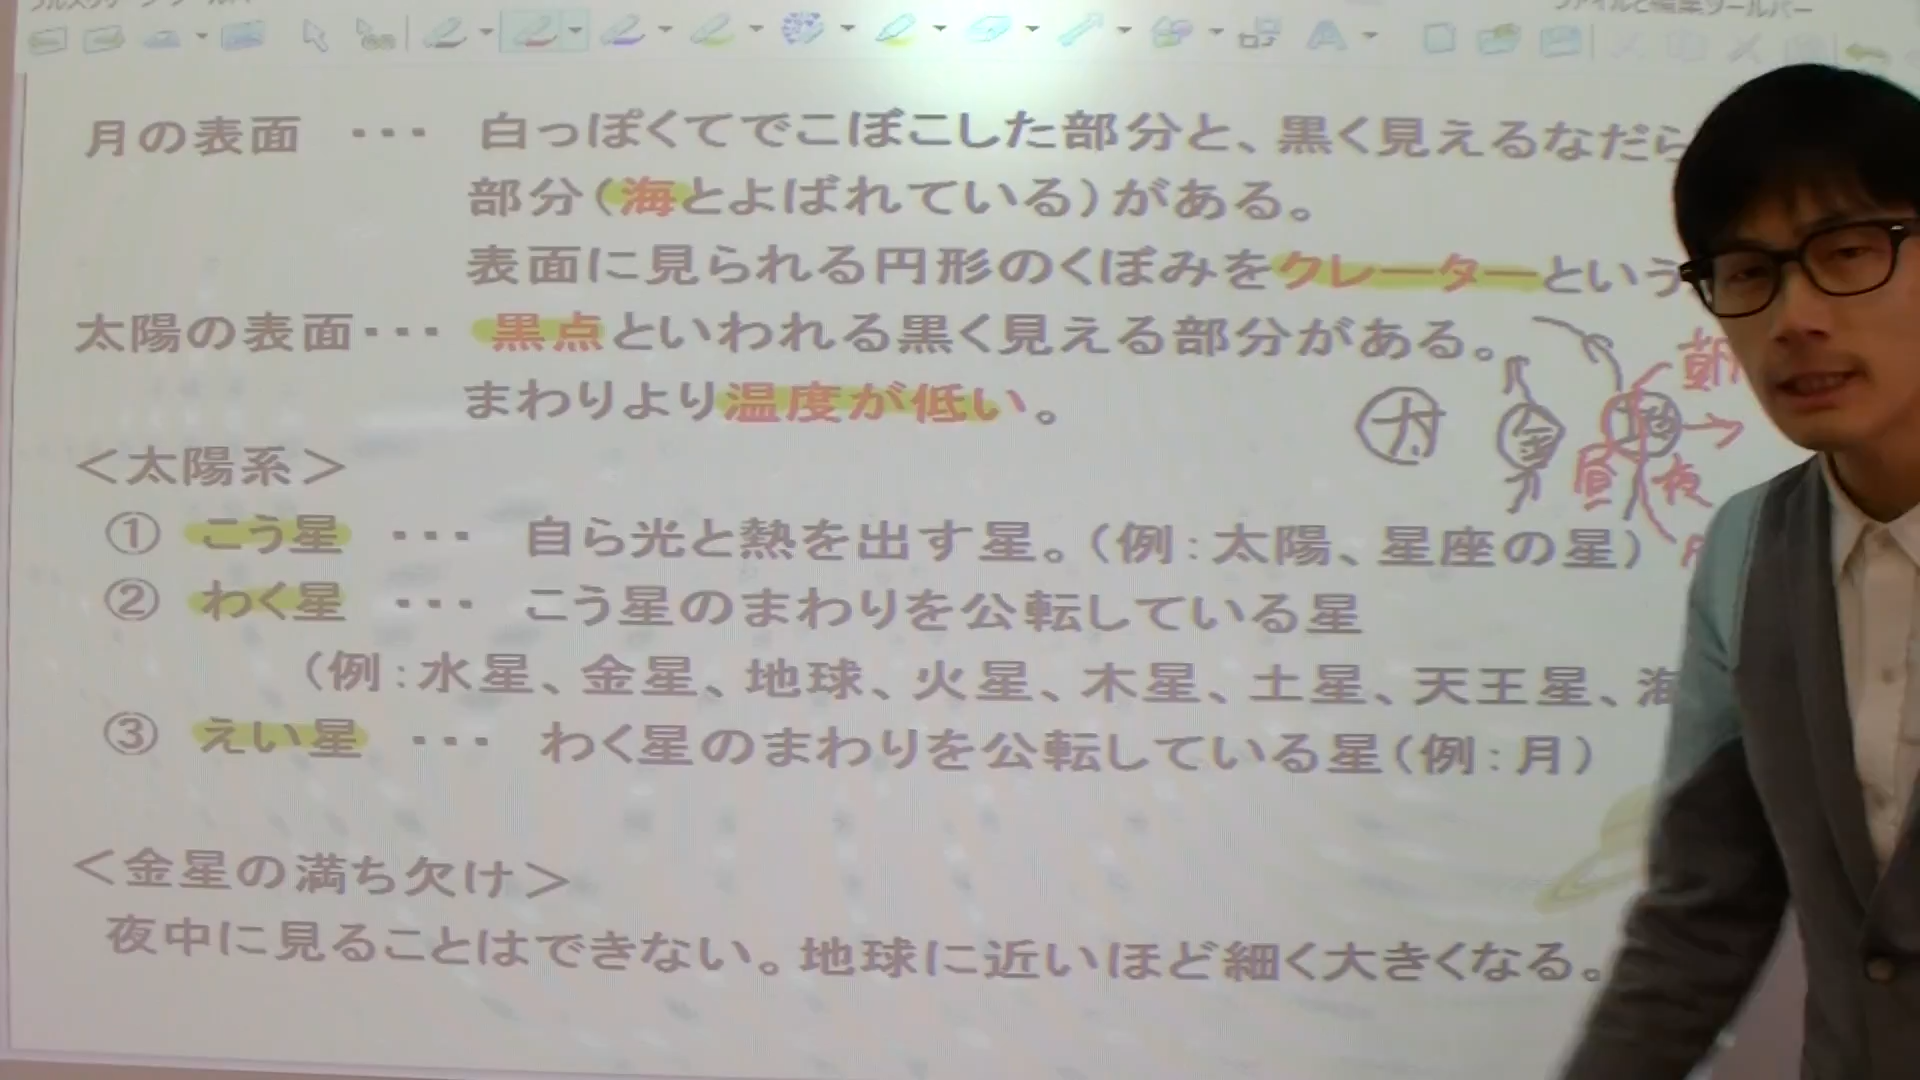 月の表面 ・・・ 白っぽくてでこぼこした部分と、黒く見えるなだら
部分(海とよばれている)がある。
表面に見られる円形のくぼみをクレーターという
太陽の表面・・・ 黒点といわれる黒く見える部分がある。
まわりより温度が低い。
太 金 地 朝 昼 夜
<太陽系>
① こう星 ・・・ 自ら光と熱を出す星。(例:太陽、星座の星)
② わく星 ・・・ こう星のまわりを公転している星
(例:水星、金星、地球、火星、木星、土星、天王星、海
③ えい星 ・・・ わく星のまわりを公転している星(例:月)
<金星の満ち欠け>
夜中に見ることはできない。地球に近いほど細く大きくなる。